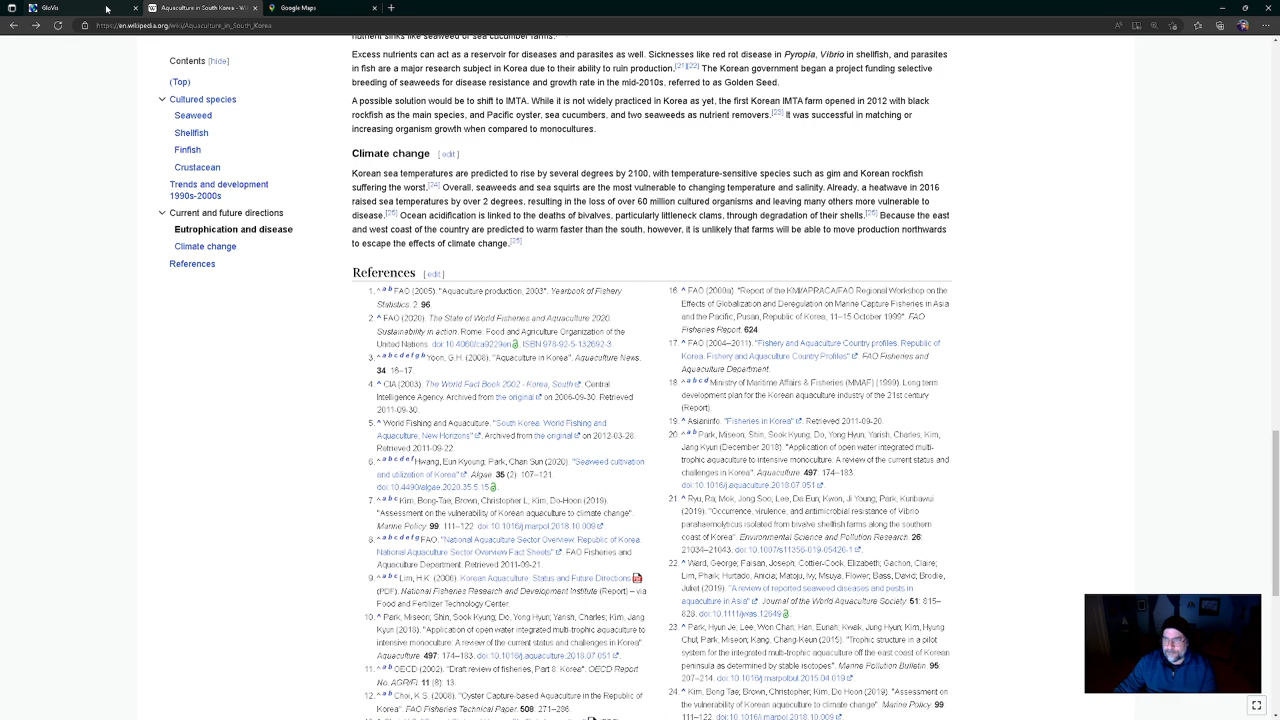 GloVis
Aquaculture in South Korea - Wi
Google Maps
https://en.wikipedia.org/wiki/Aquaculture_in_South_Korea
nutrient sinks like seaweed or sea cucumber farms.
Contents [hide]
(Top)
Cultured species
Seaweed
Shellfish
Finfish
Crustacean
Trends and development
1990s-2000s
Current and future directions
Eutrophication and disease
Climate change
References
Excess nutrients can act as a reservoir for diseases and parasites as well. Sicknesses like red rot disease in Pyropia, Vibrio in shellfish, and parasites
in fish are a major research subject in Korea due to their ability to ruin production.[21][22] The Korean government began a project funding selective
breeding of seaweeds for disease resistance and growth rate in the mid-2010s, referred to as Golden Seed.
A possible solution would be to shift to IMTA. While it is not widely practiced in Korea as yet, the first Korean IMTA farm opened in 2012 with black
rockfish as the main species, and Pacific oyster, sea cucumbers, and two seaweeds as nutrient removers.[23] It was successful in matching or
increasing organism growth when compared to monocultures.
Climate change [ edit ]
Korean sea temperatures are predicted to rise by several degrees by 2100, with temperature-sensitive species such as gim and Korean rockfish
suffering the worst.[24] Overall, seaweeds and sea squirts are the most vulnerable to changing temperature and salinity. Already, a heatwave in 2016
raised sea temperatures by over 2 degrees, resulting in the loss of over 60 million cultured organisms and leaving many others more vulnerable to
disease.[25] Ocean acidification is linked to the deaths of bivalves, particularly littleneck clams, through degradation of their shells.[25] Because the east
and west coast of the country are predicted to warm faster than the south, however, it is unlikely that farms will be able to move production northwards
to escape the effects of climate change.[25]
References [ edit ]
1. ^ a b FAO (2005). "Aquaculture production, 2003". Yearbook of Fishery
Statistics. 2. 96.
2. ^ FAO (2020). The State of World Fisheries and Aquaculture 2020.
Sustainability in action. Rome: Food and Agriculture Organization of the
United Nations. doi:10.4060/ca9229en. ISBN 978-92-5-132692-3.
3. ^ a b c d e f g h Yoon, G.H. (2008). "Aquaculture in Korea". Aquaculture News.
34: 16–17.
4. ^ CIA (2003). The World Fact Book 2002 - Korea, South. Central
Intelligence Agency. Archived from the original on 2006-09-30. Retrieved
2011-09-30.
5. ^ World Fishing and Aquaculture. "South Korea. World Fishing and
Aquaculture, New Horizons". Archived from the original on 2012-03-28.
Retrieved 2011-09-22.
6. ^ a b c d e f Hwang, Eun Kyoung; Park, Chan Sun (2020). "Seaweed cultivation
and utilization of Korea". Algae. 35 (2): 107–121.
doi:10.4490/algae.2020.35.5.15.
7. ^ a b c Kim, Bong-Tae; Brown, Christopher L; Kim, Do-Hoon (2019).
"Assessment on the vulnerability of Korean aquaculture to climate change".
Marine Policy. 99: 111–122. doi:10.1016/j.marpol.2018.10.009.
8. ^ a b c d e f g FAO. "National Aquaculture Sector Overview. Republic of Korea.
National Aquaculture Sector Overview Fact Sheets". FAO Fisheries and
Aquaculture Department. Retrieved 2011-09-21.
9. ^ a b c Lim, H.K. (2006). Korean Aquaculture: Status and Future Directions
(PDF). National Fisheries Research and Development Institute (Report) – via
Food and Fertilizer Technology Center.
10. ^ Park, Miseon; Shin, Sook Kyung; Do, Yong Hyun; Yarish, Charles; Kim, Jang
Kyun (2018). "Application of open water integrated multi-trophic aquaculture to
intensive monoculture: A review of the current status and challenges in Korea".
Aquaculture. 497: 174–183. doi:10.1016/j.aquaculture.2018.07.051.
11. ^ a b OECD (2002). "Draft review of fisheries, Part 8: Korea". OECD Report
No. AGR/FI. 11 (8): 13.
12. ^ a b Choi, K.S. (2008). "Oyster Capture-based Aquaculture in the Republic of
Korea". FAO Fisheries Technical Paper. 508: 271–286.
16. ^ FAO (2000a). "Report of the KMI/APRACA/FAO Regional Workshop on the
Effects of Globalization and Deregulation on Marine Capture Fisheries in Asia
and the Pacific, Pusan, Republic of Korea, 11–15 October 1999". FAO
Fisheries Report. 624.
17. ^ FAO (2004–2011). "Fishery and Aquaculture Country profiles. Republic of
Korea. Fishery and Aquaculture Country Profiles". FAO Fisheries and
Aquaculture Department.
18. ^ a b c d Ministry of Maritime Affairs & Fisheries (MMAF) (1999). Long term
development plan for the Korean aquaculture industry of the 21st century
(Report).
19. ^ Asianinfo. "Fisheries in Korea". Retrieved 2011-09-20.
20. ^ a b Park, Miseon; Shin, Sook Kyung; Do, Yong Hyun; Yarish, Charles; Kim,
Jang Kyun (December 2018). "Application of open water integrated multi-
trophic aquaculture to intensive monoculture: A review of the current status and
challenges in Korea". Aquaculture. 497: 174–183.
doi:10.1016/j.aquaculture.2018.07.051.
21. ^ Ryu, Ra; Mok, Jong Soo; Lee, Da Eun; Kwon, Ji Young; Park, Kunbawui
(2019). "Occurrence, virulence, and antimicrobial resistance of Vibrio
parahaemolyticus isolated from bivalve shellfish farms along the southern
coast of Korea". Environmental Science and Pollution Research. 26:
21034–21043. doi:10.1007/s11356-019-05426-1.
22. ^ Ward, George; Faisan, Joseph; Cottier-Cook, Elizabeth; Gachon, Claire;
Lim, Phaik; Hurtado, Anicia; Matoju, Ivy; Msuya, Flower; Bass, David; Brodie,
Juliet (2019). "A review of reported seaweed diseases and pests in
aquaculture in Asia". Journal of the World Aquaculture Society. 51: 815–
828. doi:10.1111/jwas.12649.
23. ^ Park, Hyun Je; Lee, Won Chan; Han, Eunah; Kwak, Jung Hyun; Kim, Hyung
Chul; Park, Miseon; Kang, Chang-Keun (2015). "Trophic structure in a pilot
system for the integrated multi-trophic aquaculture off the east coast of Korean
peninsula as determined by stable isotopes". Marine Pollution Bulletin. 95:
207–214. doi:10.1016/j.marpolbul.2015.04.019.
24. ^ Kim, Bong Tae; Brown, Christopher; Kim, Do Hoon (2019). "Assessment on
the vulnerability of Korean aquaculture to climate change". Marine Policy. 99:
111–122. doi:10.1016/j.marpol.2018.10.009.